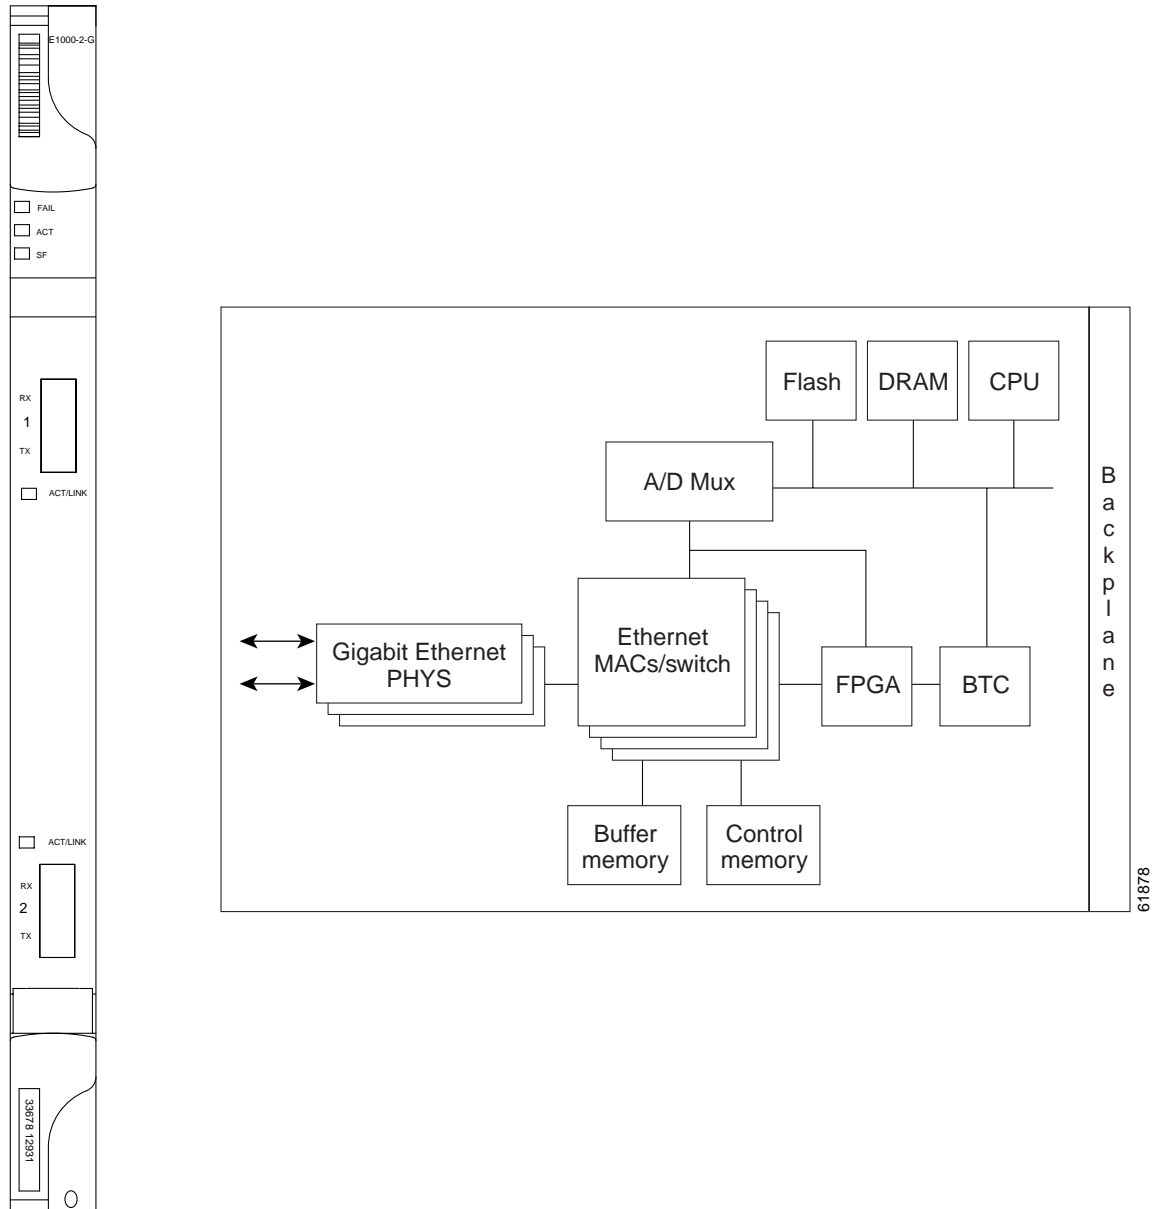 E1000-2-G
FAIL
ACT
SF
RX
1
TX
ACT/LINK
ACT/LINK
RX
2
TX
33678 12931
Flash
DRAM
CPU
A/D Mux
Ethernet
MACs/switch
Gigabit Ethernet
PHYS
FPGA
BTC
Buffer
memory
Control
memory
Backplane
61878